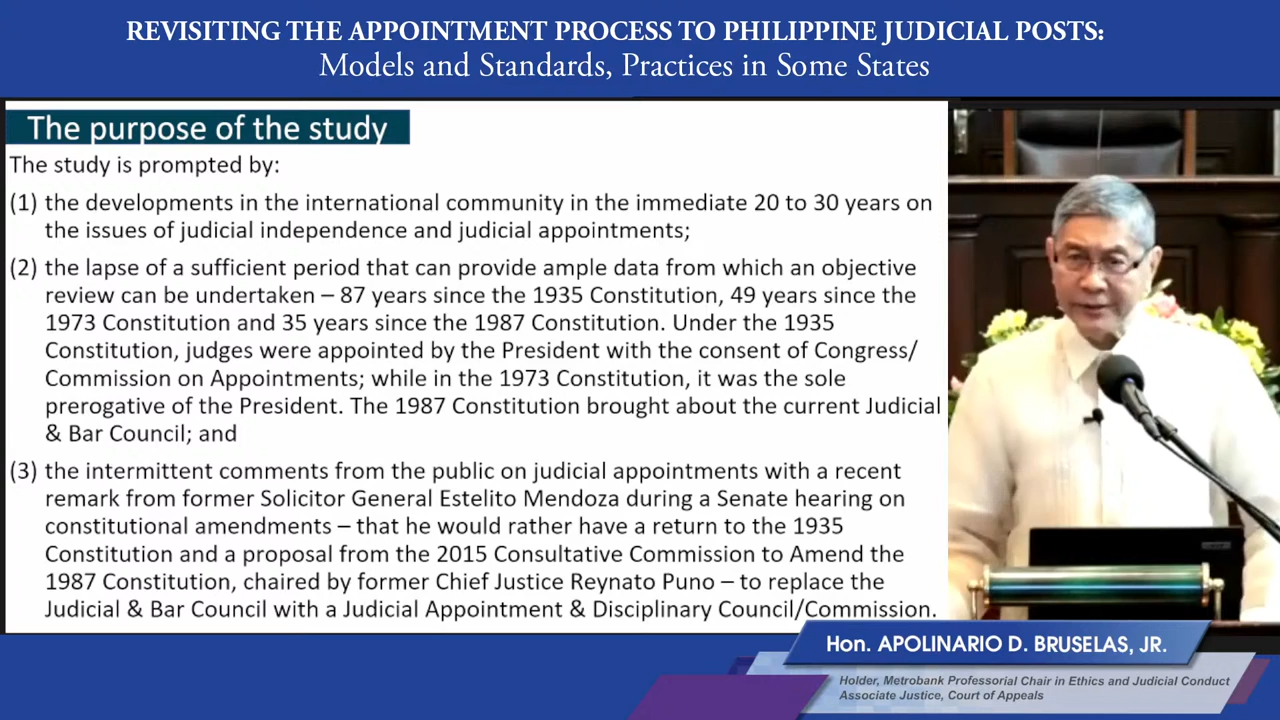 REVISITING THE APPOINTMENT PROCESS TO PHILIPPINE JUDICIAL POSTS:
Models and Standards, Practices in Some States
The purpose of the study
The study is prompted by:
(1) the developments in the international community in the immediate 20 to 30 years on
the issues of judicial independence and judicial appointments;
(2) the lapse of a sufficient period that can provide ample data from which an objective
review can be undertaken – 87 years since the 1935 Constitution, 49 years since the
1973 Constitution and 35 years since the 1987 Constitution. Under the 1935
Constitution, judges were appointed by the President with the consent of Congress/
Commission on Appointments; while in the 1973 Constitution, it was the sole
prerogative of the President. The 1987 Constitution brought about the current Judicial
& Bar Council; and
(3) the intermittent comments from the public on judicial appointments with a recent
remark from former Solicitor General Estelito Mendoza during a Senate hearing on
constitutional amendments – that he would rather have a return to the 1935
Constitution and a proposal from the 2015 Consultative Commission to Amend the
1987 Constitution, chaired by former Chief Justice Reynato Puno – to replace the
Judicial & Bar Council with a Judicial Appointment & Disciplinary Council/Commission.
Hon. APOLINARIO D. BRUSELAS, JR.
Holder, Metrobank Professorial Chair in Ethics and Judicial Conduct
Associate Justice, Court of Appeals